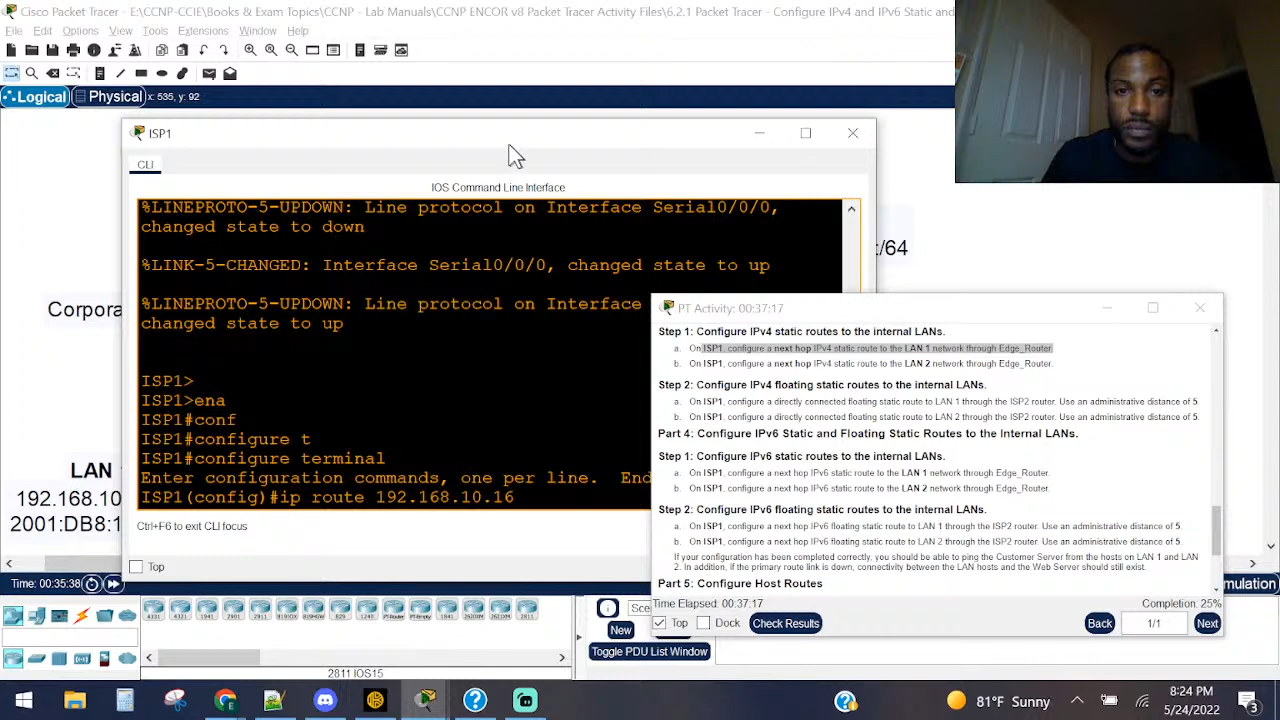 Cisco Packet Tracer - E:\CCNP-CCIE\Books & Exam Topics\CCNP - Lab Manuals\CCNP ENCOR v8 Packet Tracer Activity Files\6.2.1 Packet Tracer - Configure IPv4 and IPv6 Static and
File Edit Options View Tools Extensions Window Help
Logical Physical x: 535, y: 92
ISP1
CLI
IOS Command Line Interface
%LINEPROTO-5-UPDOWN: Line protocol on Interface Serial0/0/0,
changed state to down
%LINK-5-CHANGED: Interface Serial0/0/0, changed state to up
%LINEPROTO-5-UPDOWN: Line protocol on Interface
changed state to up
ISP1>
ISP1>ena
ISP1#conf
ISP1#configure t
ISP1#configure terminal
Enter configuration commands, one per line. End
ISP1(config)#ip route 192.168.10.16
Ctrl+F6 to exit CLI focus
Top
Corpora
:/64
LAN
192.168.10
2001:DB8:1
PT Activity: 00:37:17
Step 1: Configure IPv4 static routes to the internal LANs.
a. On ISP1, configure a next hop IPv4 static route to the LAN 1 network through Edge_Router.
b. On ISP1, configure a next hop IPv4 static route to the LAN 2 network through Edge_Router.
Step 2: Configure IPv4 floating static routes to the internal LANs.
a. On ISP1, configure a directly connected floating static route to LAN 1 through the ISP2 router. Use an administrative distance of 5.
b. On ISP1, configure a directly connected floating static route to LAN 2 through the ISP2 router. Use an administrative distance of 5.
Part 4: Configure IPv6 Static and Floating Static Routes to the Internal LANs.
Step 1: Configure IPv6 static routes to the internal LANs.
a. On ISP1, configure a next hop IPv6 static route to the LAN 1 network through Edge_Router.
b. On ISP1, configure a next hop IPv6 static route to the LAN 2 network through Edge_Router.
Step 2: Configure IPv6 floating static routes to the internal LANs.
a. On ISP1, configure a next hop IPv6 floating static route to LAN 1 through the ISP2 router. Use an administrative distance of 5.
b. On ISP1, configure a next hop IPv6 floating static route to LAN 2 through the ISP2 router. Use an administrative distance of 5.
If your configuration has been completed correctly, you should be able to ping the Customer Server from the hosts on LAN 1 and LAN
2. In addition, if the primary route link is down, connectivity between the LAN hosts and the Web Server should still exist.
Part 5: Configure Host Routes
Time Elapsed: 00:37:17 Completion: 25%
Top Dock Check Results Back 1/1 Next
Time: 00:35:38
imulation
4331 4321 1941 2901 2911 819IOX 819HGW 829 1240 PT-Router PT-Empty 1841 2620XM 2621XM 2811
Sce
New
Toggle PDU List Window
2811 IOS15
81°F Sunny
8:24 PM
5/24/2022
3